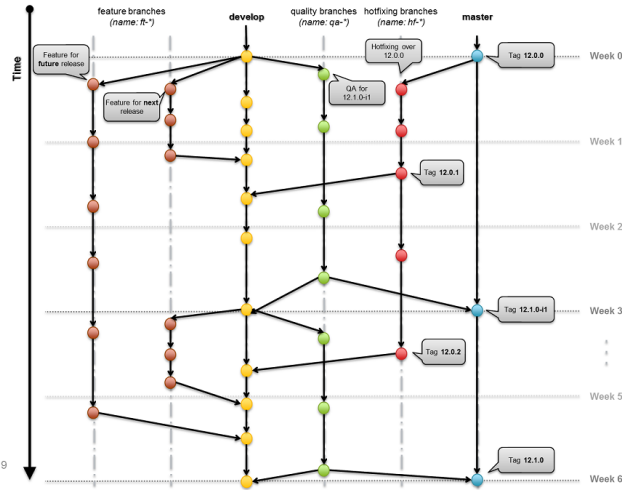 feature branches
(name: ft-*)
develop
quality branches
(name: qa-*)
hotfixing branches
(name: hf-*)
master
Time
Feature for
future release
Hotfixing over
12.0.0
Tag 12.0.0
Week 0
Feature for next
release
QA for
12.1.0-i1
Week 1
Tag 12.0.1
Week 2
Tag 12.1.0-i1
Week 3
Tag 12.0.2
Week 5
Tag 12.1.0
9
Week 6